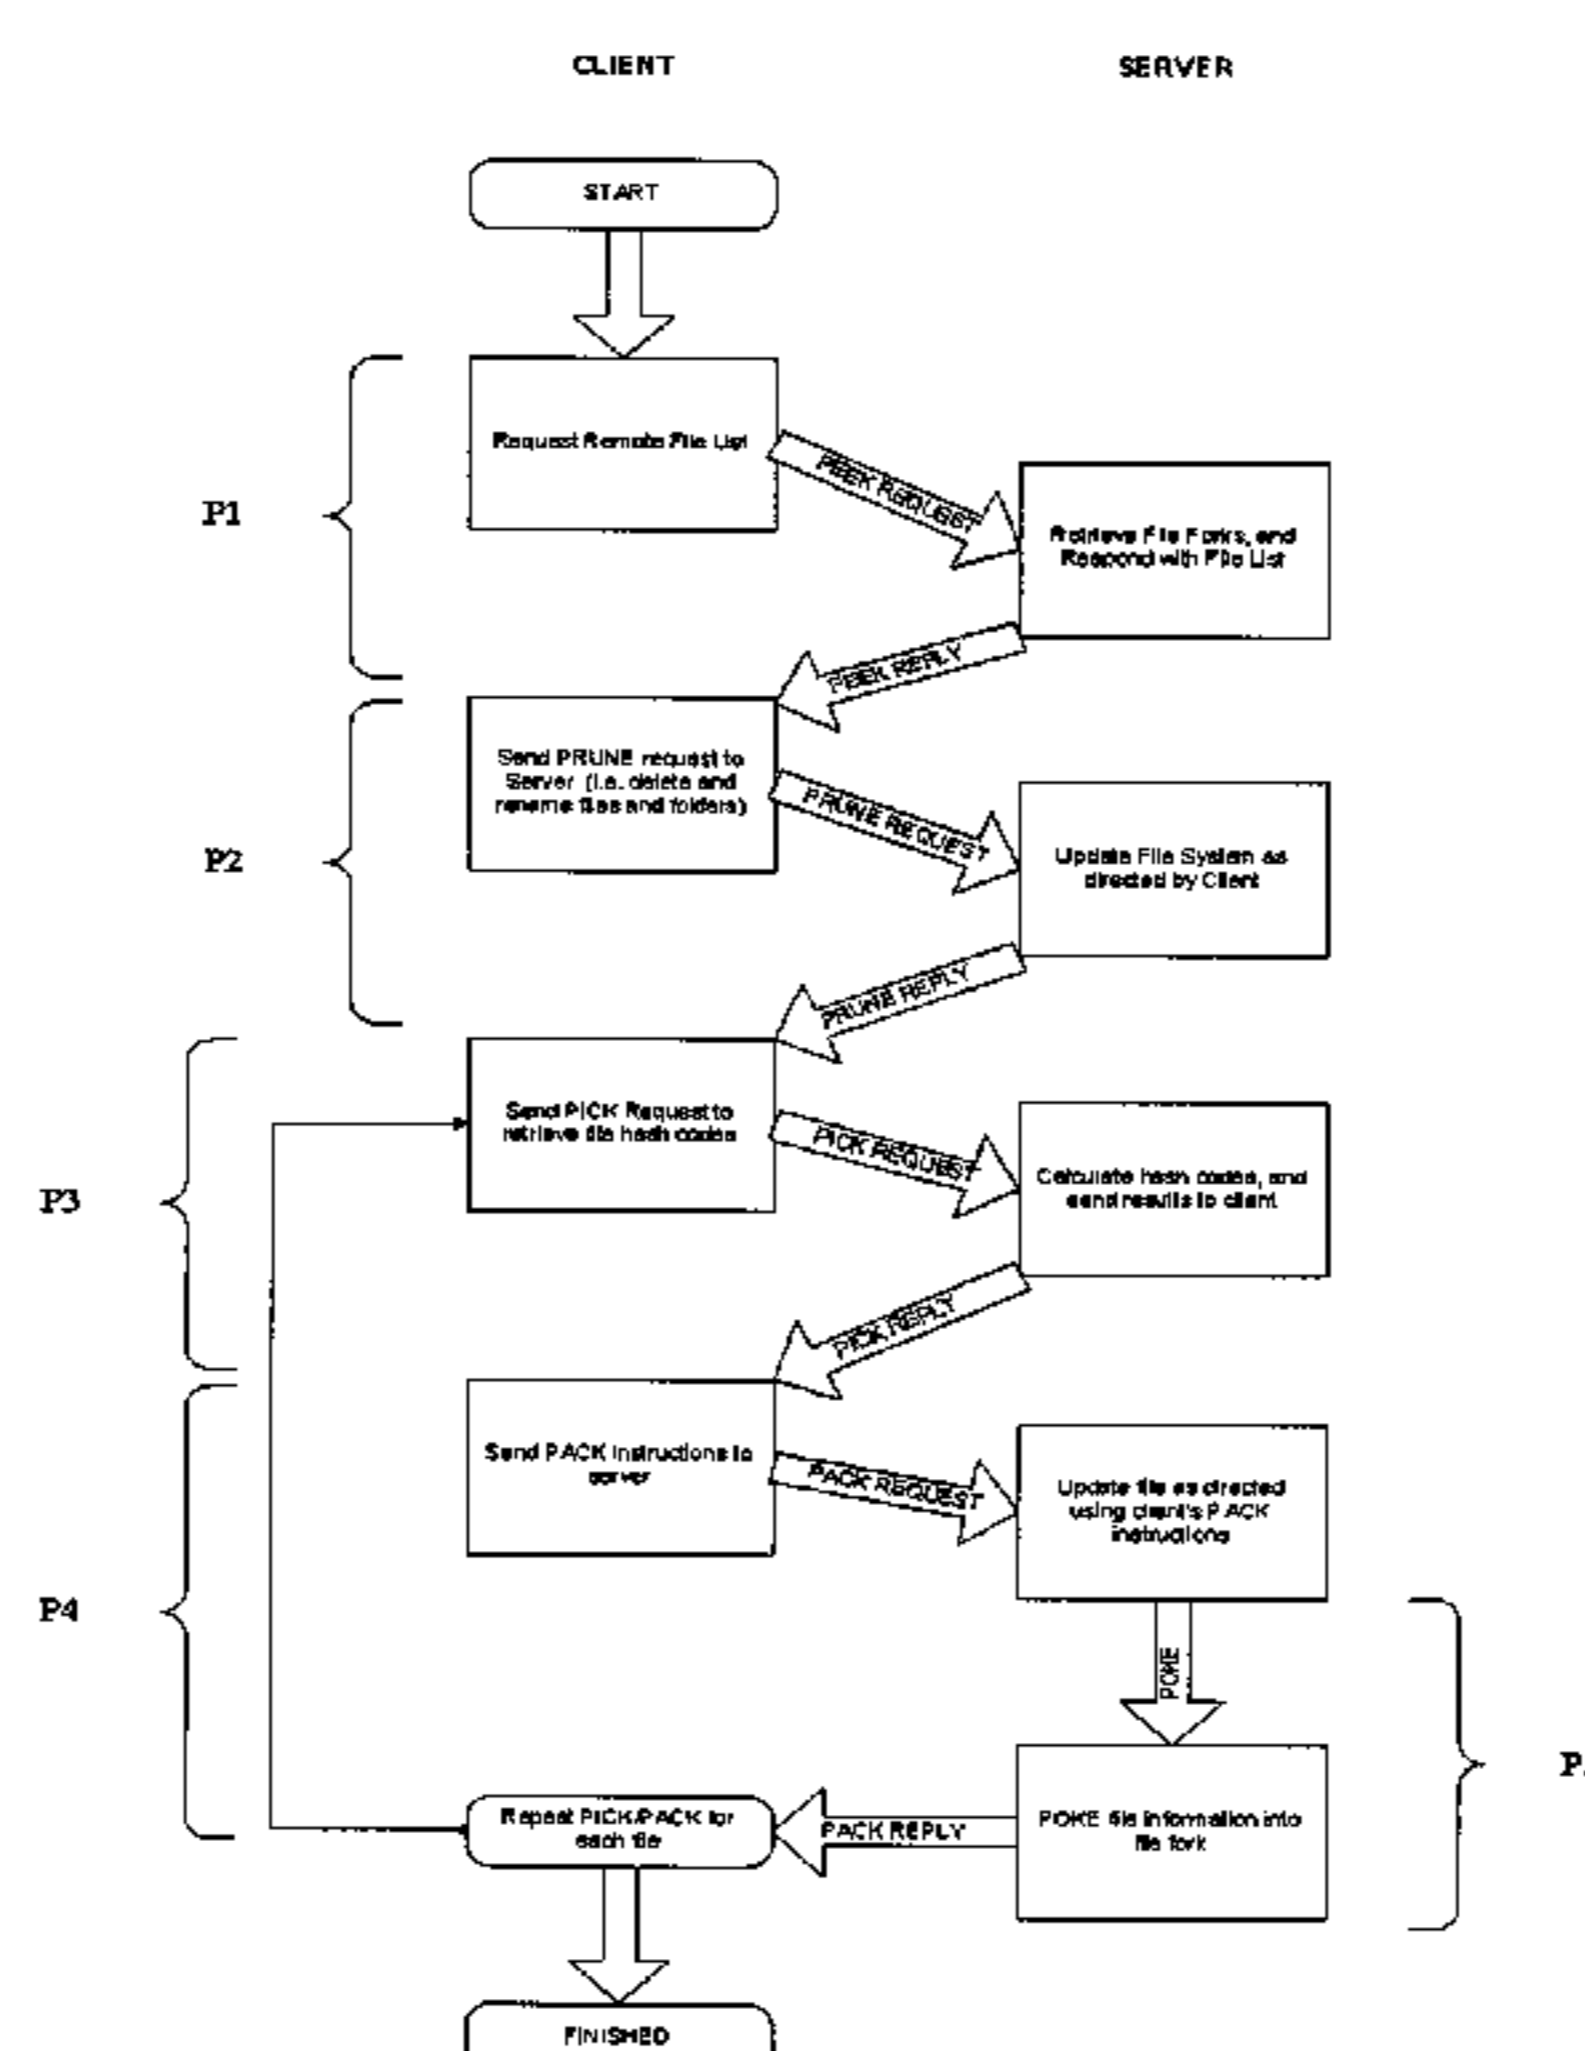 CLIENT
SERVER
START
Request Remote File List
PEEK REQUEST
P1
Retrieve File Forks, and
Respond with File List
PEEK REPLY
Send PRUNE request to
Server (i.e. delete and
rename files and folders)
PRUNE REQUEST
P2
Update File System as
directed by Client
PRUNE REPLY
Send PICK Request to
retrieve file hash codes
PICK REQUEST
P3
Calculate hash codes, and
send results to client
PICK REPLY
Send PACK Instructions to
server
PACK REQUEST
Update file as directed
using client's PACK
instructions
P4
POKE
P
Repeat PICK/PACK for
each file
PACK REPLY
POKE file information into
file fork
FINISHED